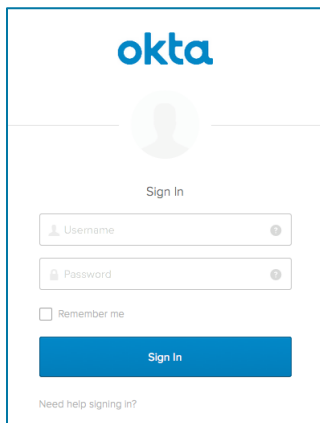 okta
Sign In
Username
Password
Remember me
Sign In
Need help signing in?